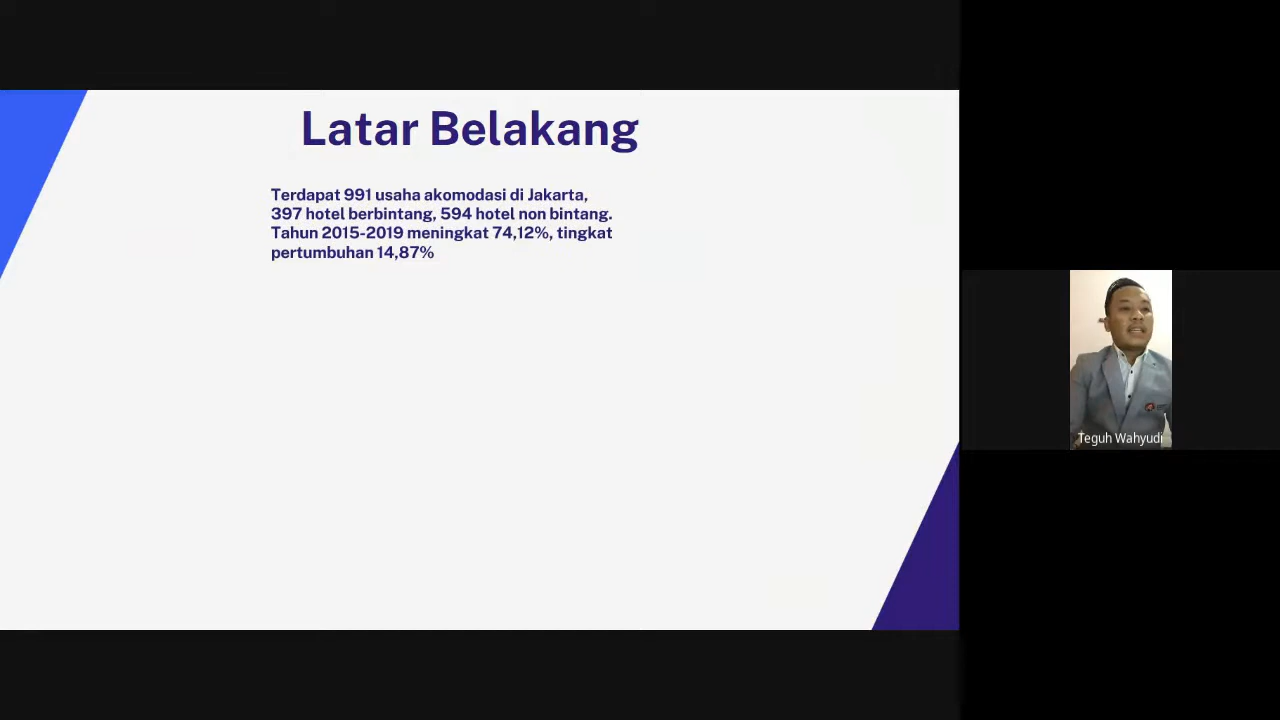 Latar Belakang
Terdapat 991 usaha akomodasi di Jakarta,
397 hotel berbintang, 594 hotel non bintang.
Tahun 2015-2019 meningkat 74,12%, tingkat
pertumbuhan 14,87%
Teguh Wahyudi